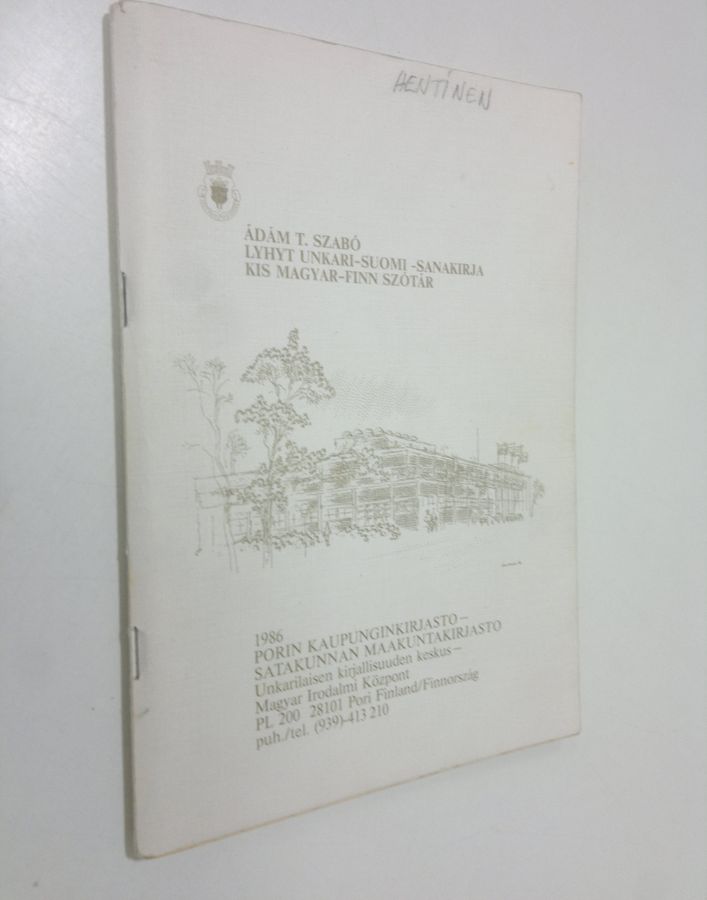 HENTINEN
ÁDÁM T. SZABÓ
LYHYT UNKARI-SUOMI -SANAKIRJA
KIS MAGYAR-FINN SZÓTÁR
1986
PORIN KAUPUNGINKIRJASTO –
SATAKUNNAN MAAKUNTAKIRJASTO
Unkarilaisen kirjallisuuden keskus –
Magyar Irodalmi Központ
PL 200 28101 Pori Finland/Finnország
puh./tel. (939)-413 210